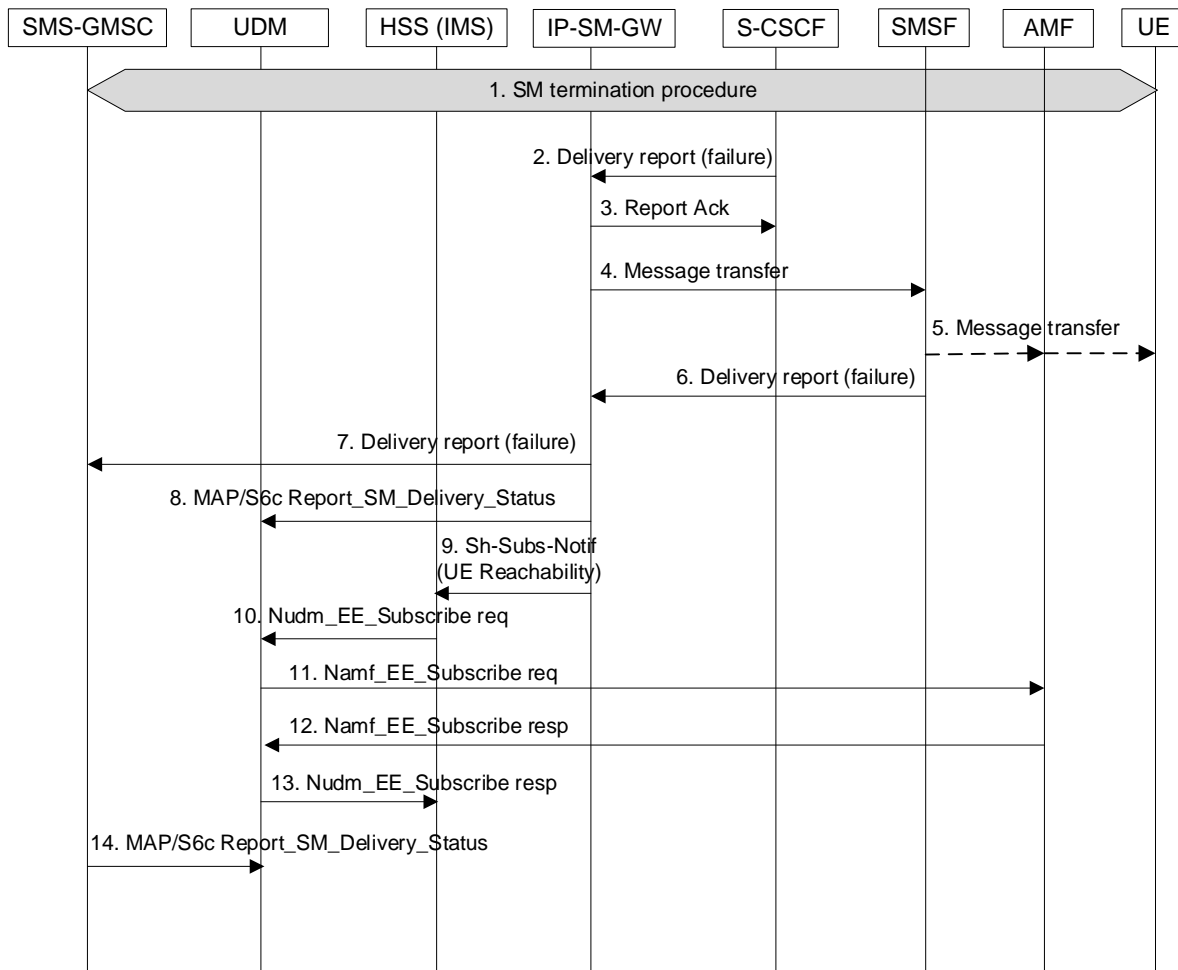 SMS-GMSC
UDM
HSS (IMS)
IP-SM-GW
S-CSCF
SMSF
AMF
UE
1. SM termination procedure
2. Delivery report (failure)
3. Report Ack
4. Message transfer
5. Message transfer
6. Delivery report (failure)
7. Delivery report (failure)
8. MAP/S6c Report_SM_Delivery_Status
9. Sh-Subs-Notif
(UE Reachability)
10. Nudm_EE_Subscribe req
11. Namf_EE_Subscribe req
12. Namf_EE_Subscribe resp
13. Nudm_EE_Subscribe resp
14. MAP/S6c Report_SM_Delivery_Status